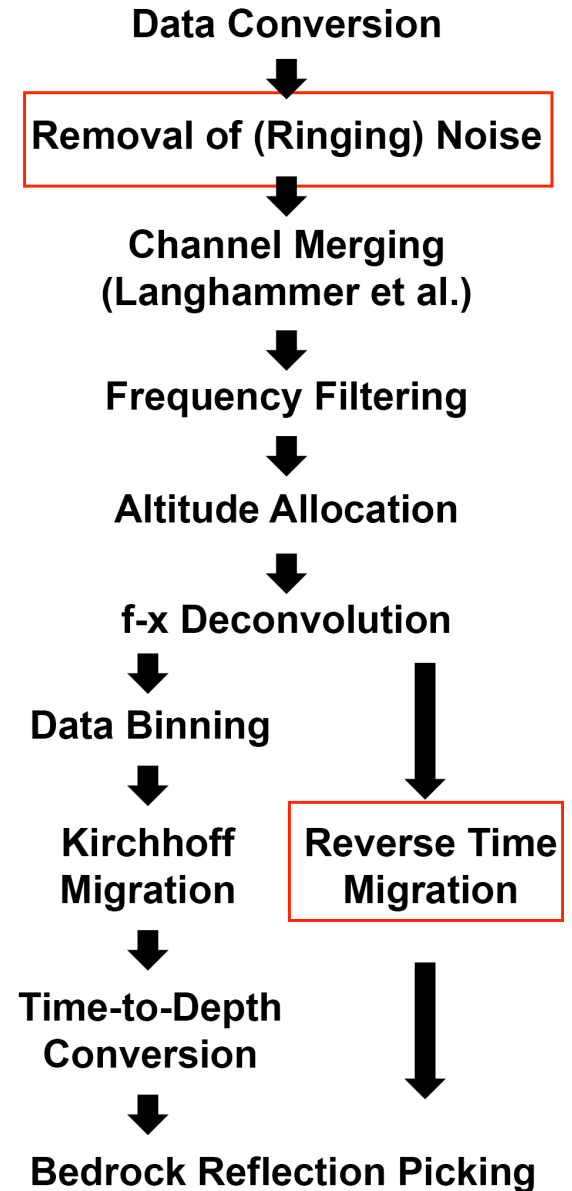 Data Conversion
Removal of (Ringing) Noise
Channel Merging
(Langhammer et al.)
Frequency Filtering
Altitude Allocation
f-x Deconvolution
Data Binning
Kirchhoff
Migration
Reverse Time
Migration
Time-to-Depth
Conversion
Bedrock Reflection Picking